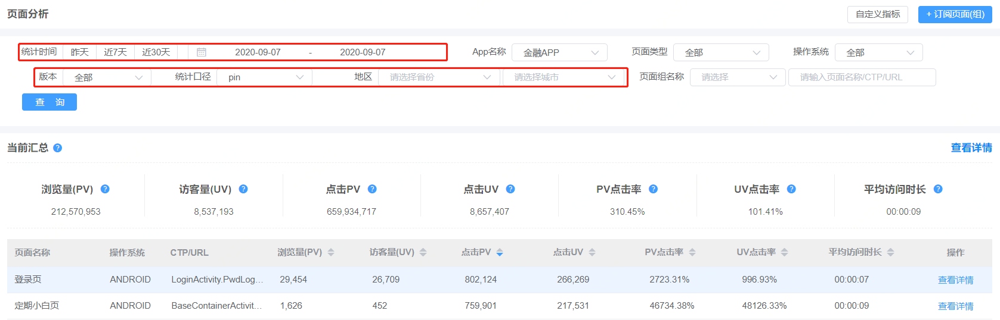 页面分析 自定义指标 + 订阅页面(组)
统计时间 昨天 近7天 近30天 2020-09-07 - 2020-09-07 App名称 金融APP 页面类型 全部 操作系统 全部
版本 全部 统计口径 pin 地区 请选择省份 请选择城市 页面组名称 请选择 请输入页面名称/CTP/URL
查 询
当前汇总 ? 查看详情
浏览量(PV) ? 访客量(UV) ? 点击PV ? 点击UV ? PV点击率 ? UV点击率 ? 平均访问时长 ?
212,570,953 8,537,193 659,934,717 8,657,407 310.45% 101.41% 00:00:09
页面名称 操作系统 CTP/URL 浏览量(PV) 访客量(UV) 点击PV 点击UV PV点击率 UV点击率 平均访问时长 操作
登录页 ANDROID LoginActivity.PwdLog... 29,454 26,709 802,124 266,269 2723.31% 996.93% 00:00:07 查看详情
定期小白页 ANDROID BaseContainerActivit... 1,626 452 759,901 217,531 46734.38% 48126.33% 00:00:09 查看详情